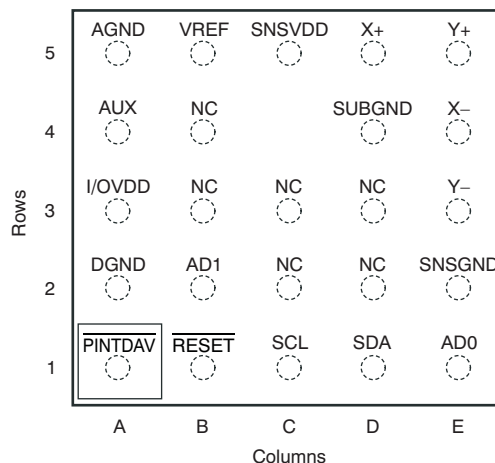 AGND VREF SNSVDD X+ Y+
5
AUX NC SUBGND X–
4
I/OVDD NC NC NC Y–
3
Rows
DGND AD1 NC NC SNSGND
2
PINTDAV RESET SCL SDA AD0
1
A B C D E
Columns